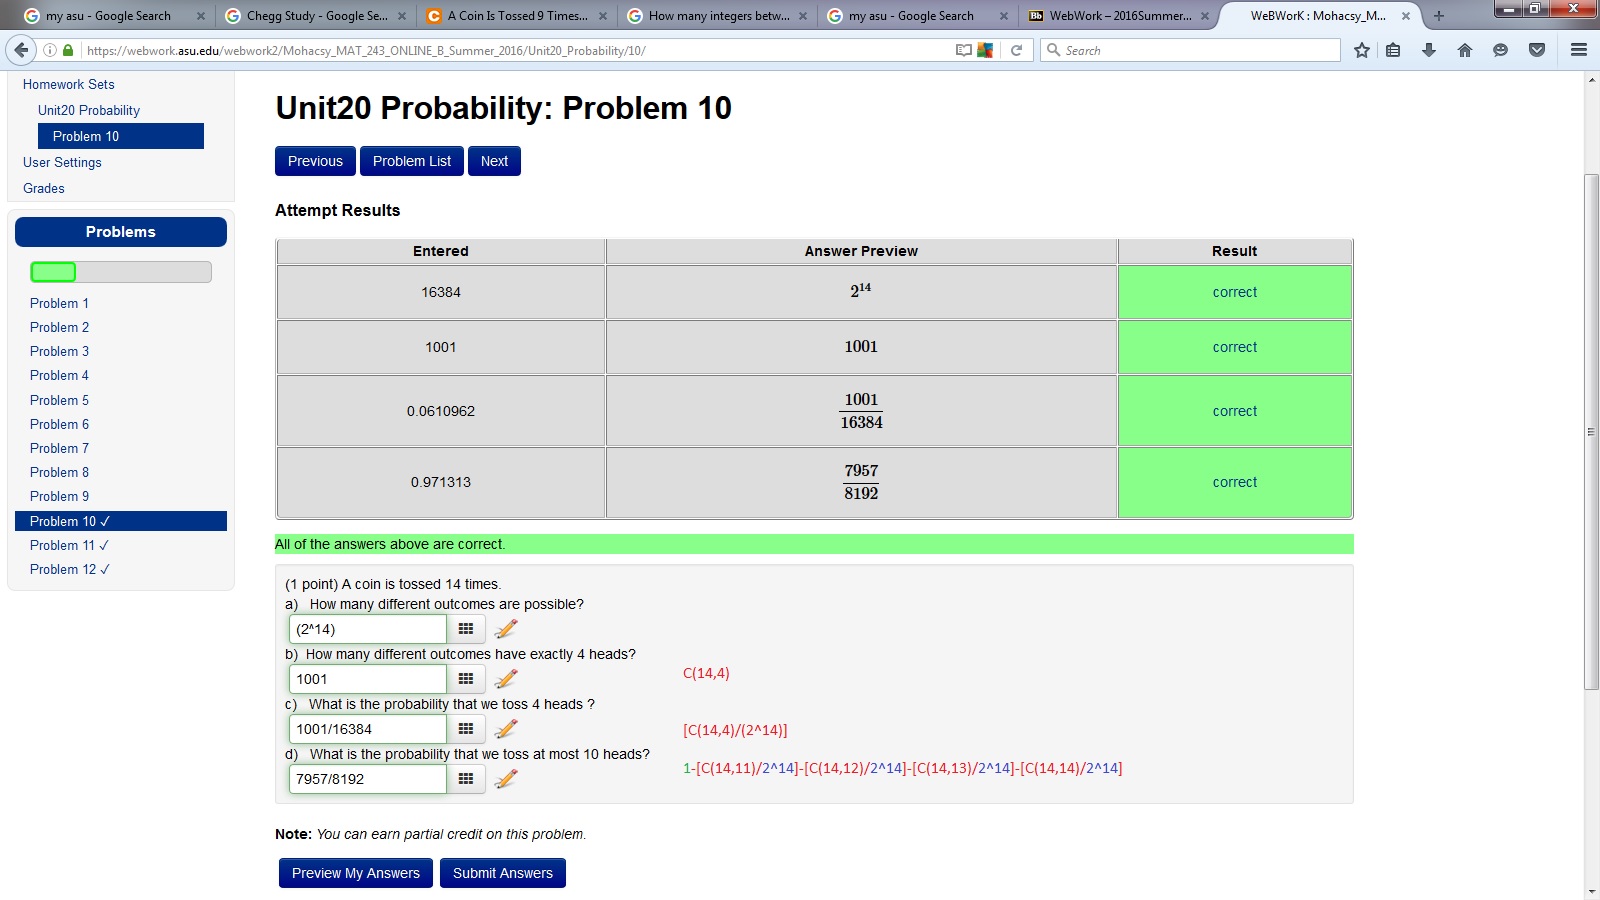 my asu - Google Search
Chegg Study - Google Se...
A Coin Is Tossed 9 Times...
How many integers betw...
my asu - Google Search
WebWork – 2016Summer...
WeBWorK : Mohacsy_M...
https://webwork.asu.edu/webwork2/Mohacsy_MAT_243_ONLINE_B_Summer_2016/Unit20_Probability/10/
Search
Homework Sets
Unit20 Probability
Problem 10
User Settings
Grades
Problems
Problem 1
Problem 2
Problem 3
Problem 4
Problem 5
Problem 6
Problem 7
Problem 8
Problem 9
Problem 10 ✓
Problem 11 ✓
Problem 12 ✓
Unit20 Probability: Problem 10
Previous Problem List Next
Attempt Results
Entered Answer Preview Result
16384 2^14 correct
1001 1001 correct
0.0610962 1001/16384 correct
0.971313 7957/8192 correct
All of the answers above are correct.
(1 point) A coin is tossed 14 times.
a) How many different outcomes are possible?
(2^14)
b) How many different outcomes have exactly 4 heads?
1001 C(14,4)
c) What is the probability that we toss 4 heads ?
1001/16384 [C(14,4)/(2^14)]
d) What is the probability that we toss at most 10 heads?
7957/8192 1-[C(14,11)/2^14]-[C(14,12)/2^14]-[C(14,13)/2^14]-[C(14,14)/2^14]
Note: You can earn partial credit on this problem.
Preview My Answers Submit Answers